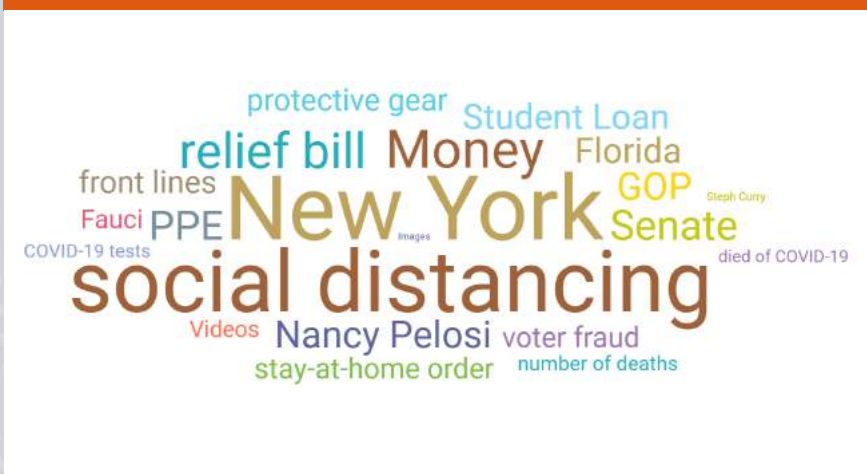 protective gear
Student Loan
relief bill
Money
Florida
front lines
GOP
Steph Curry
Fauci
PPE
New York
Images
Senate
COVID-19 tests
died of COVID-19
social distancing
Videos
Nancy Pelosi
voter fraud
stay-at-home order
number of deaths